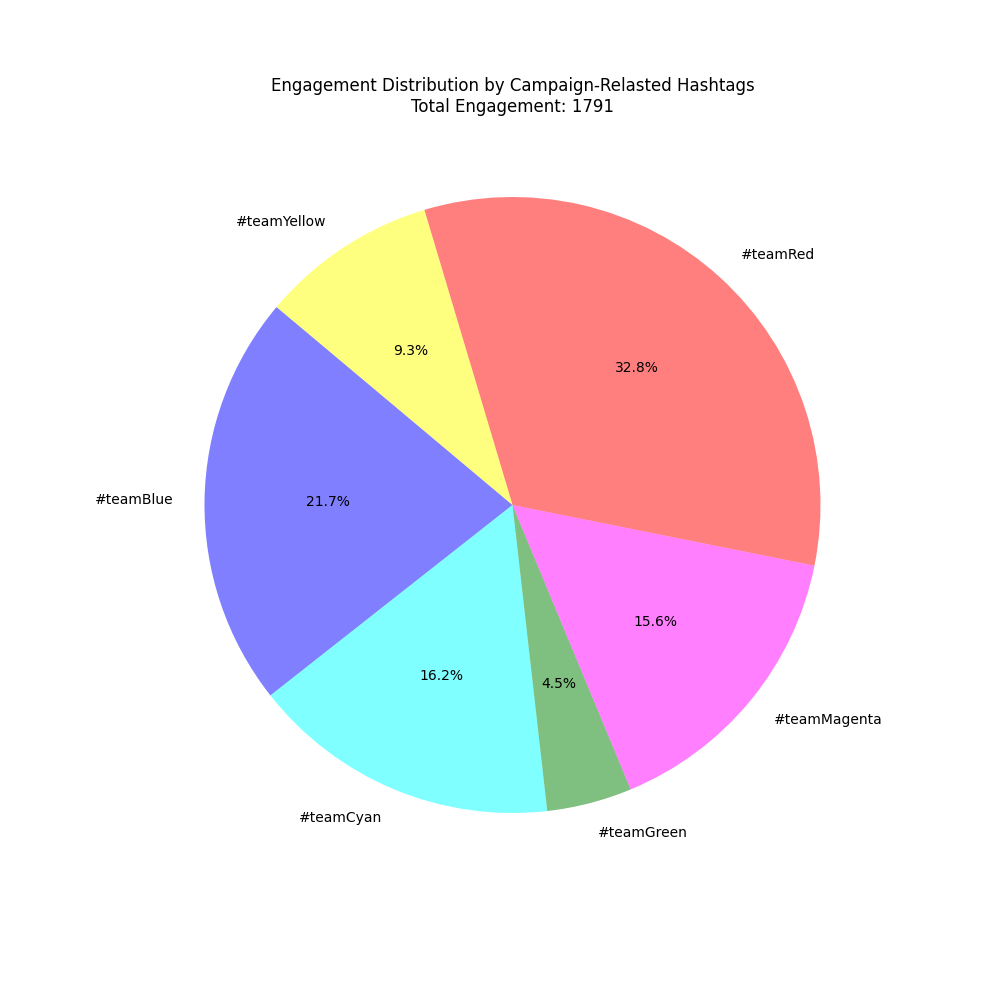 Engagement Distribution by Campaign-Relasted Hashtags
Total Engagement: 1791
#teamYellow
#teamRed
9.3%
32.8%
#teamBlue
21.7%
15.6%
16.2%
4.5%
#teamMagenta
#teamCyan
#teamGreen